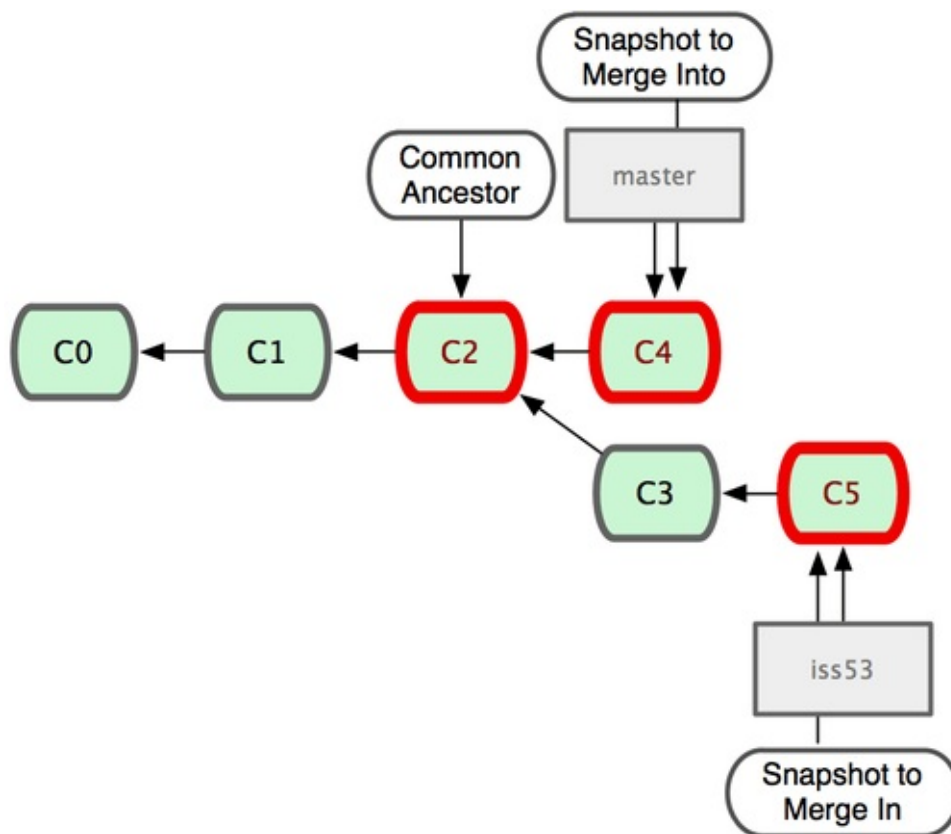 Snapshot to
Merge Into
Common
Ancestor
master
C0
C1
C2
C4
C3
C5
iss53
Snapshot to
Merge In